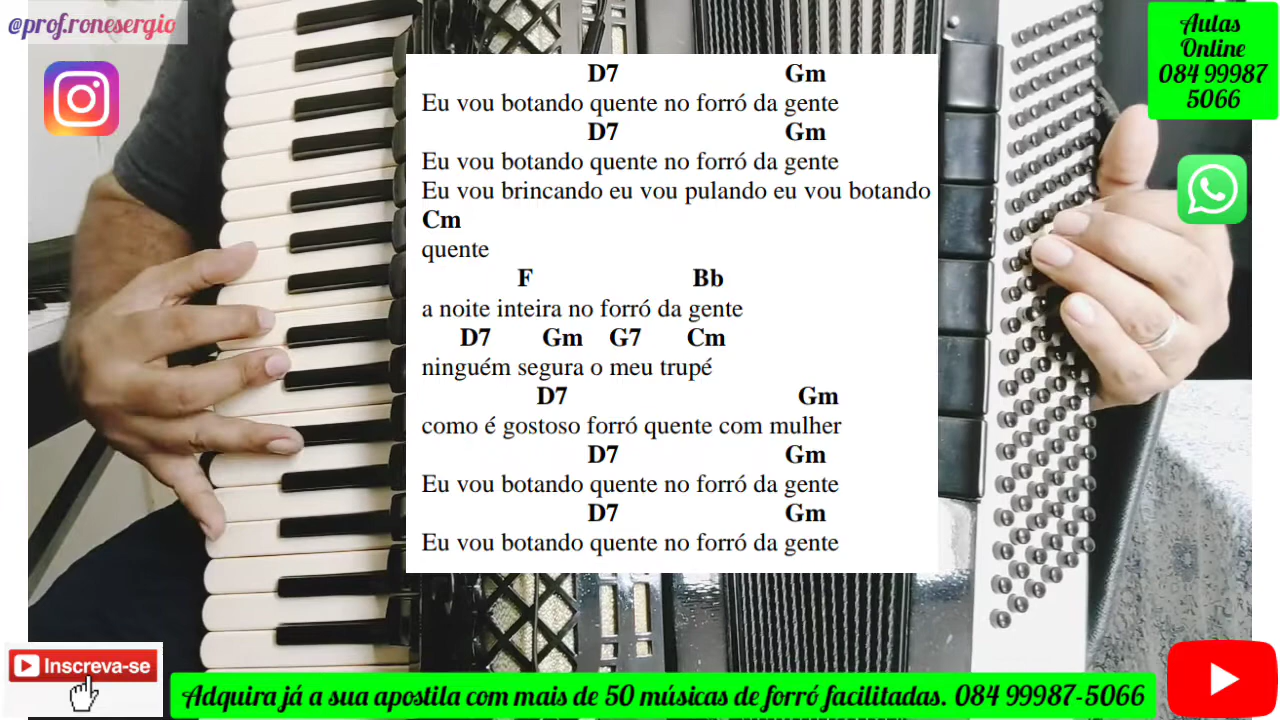 @prof.ronesergio
Aulas
Online
084 99987
5066
D7 Gm
Eu vou botando quente no forró da gente
D7 Gm
Eu vou botando quente no forró da gente
Eu vou brincando eu vou pulando eu vou botando
Cm
quente
F Bb
a noite inteira no forró da gente
D7 Gm G7 Cm
ninguém segura o meu trupé
D7 Gm
como é gostoso forró quente com mulher
D7 Gm
Eu vou botando quente no forró da gente
D7 Gm
Eu vou botando quente no forró da gente
Inscreva-se
Adquira já a sua apostila com mais de 50 músicas de forró facilitadas. 084 99987-5066